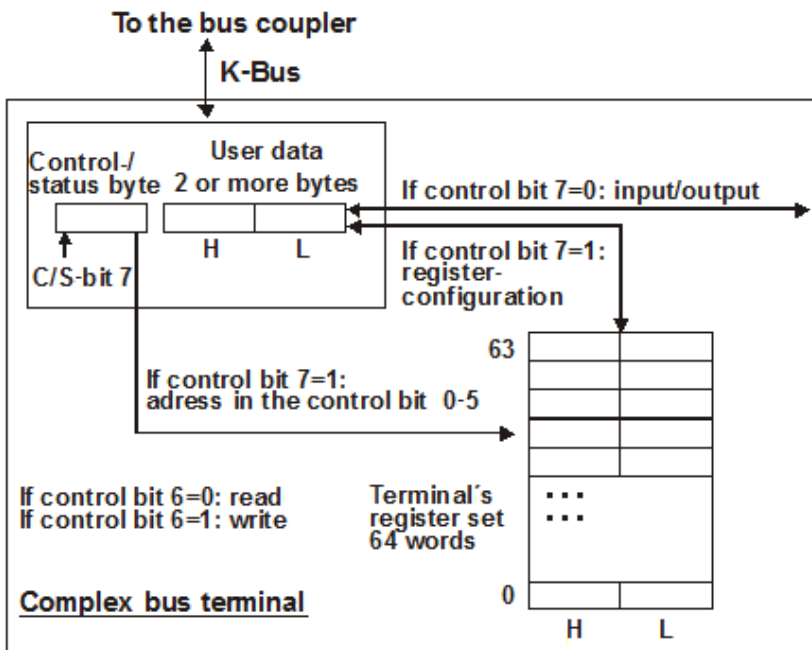 To the bus coupler
K-Bus
Control-/
status byte
User data
2 or more bytes
H
L
C/S-bit 7
If control bit 7=0: input/output
If control bit 7=1:
register-
configuration
If control bit 7=1:
adress in the control bit 0-5
63
If control bit 6=0: read
If control bit 6=1: write
Terminal´s
register set
64 words
0
H
L
Complex bus terminal